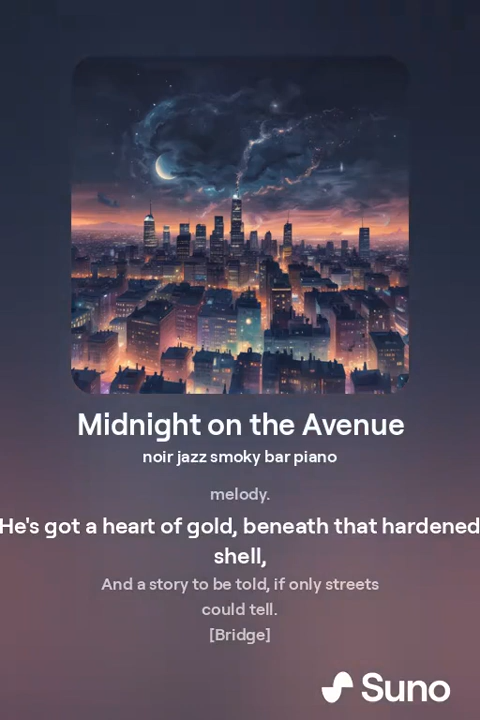 Midnight on the Avenue
noir jazz smoky bar piano
melody.
He's got a heart of gold, beneath that hardened
shell,
And a story to be told, if only streets
could tell.
[Bridge]
Suno